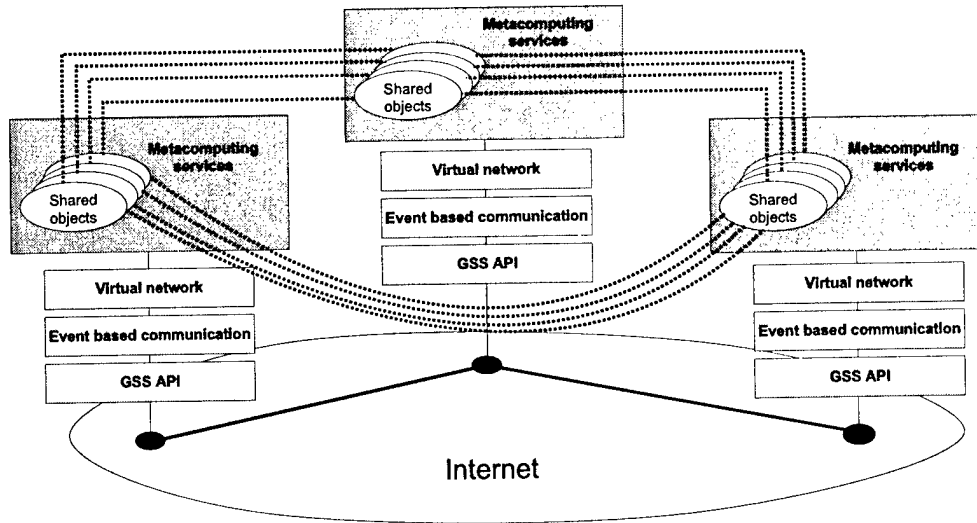 Metacomputing
services
Shared
objects
Virtual network
Event based communication
GSS API
Metacomputing
services
Shared
objects
Virtual network
Event based communication
GSS API
Metacomputing
services
Shared
objects
Virtual network
Event based communication
GSS API
Internet